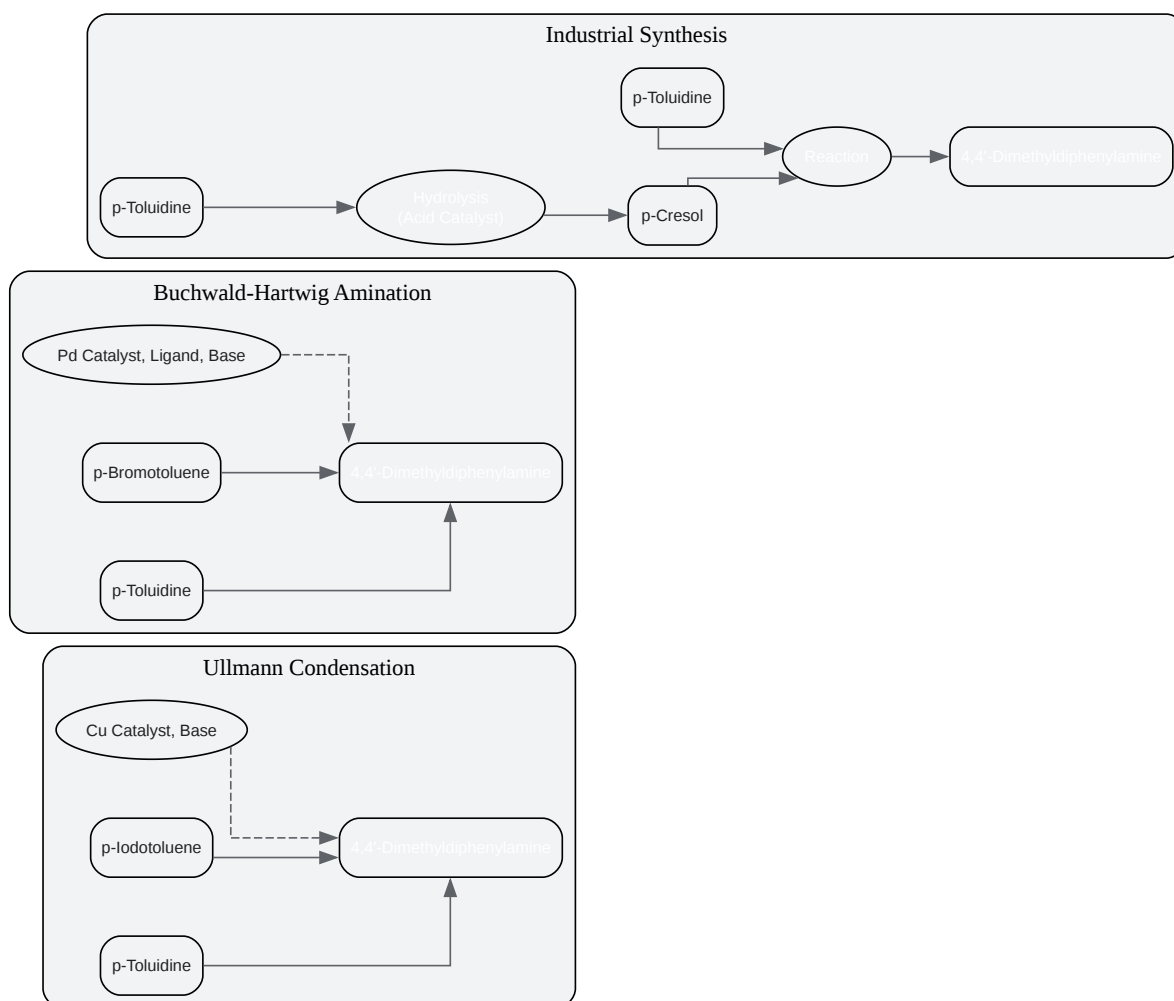 Industrial Synthesis
p-Toluidine
Reaction
4,4'-Dimethyldiphenylamine
p-Toluidine
Hydrolysis
(Acid Catalyst)
p-Cresol
Buchwald-Hartwig Amination
Pd Catalyst, Ligand, Base
p-Bromotoluene
4,4'-Dimethyldiphenylamine
p-Toluidine
Ullmann Condensation
Cu Catalyst, Base
p-Iodotoluene
4,4'-Dimethyldiphenylamine
p-Toluidine